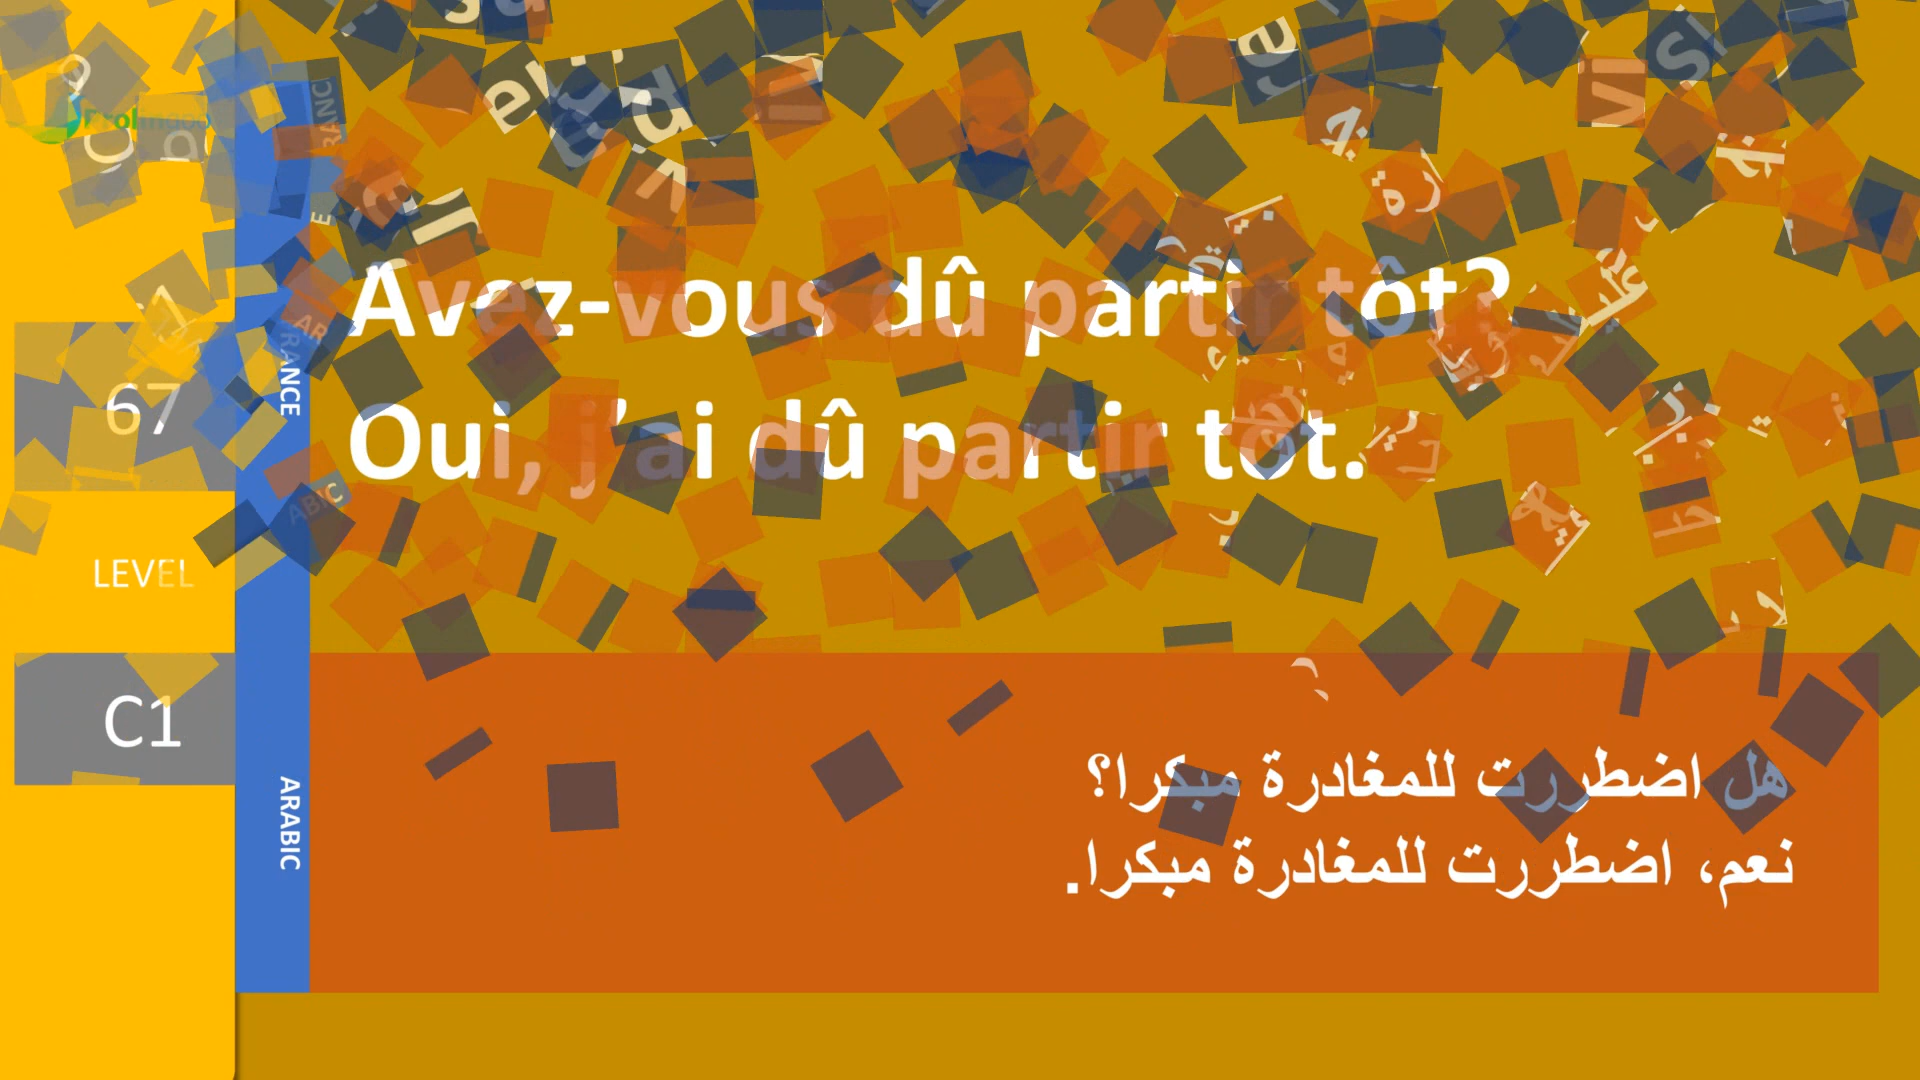 67
LEVEL
C1
ARABIC
Avez-vous dû partir tôt?
Oui, j'ai dû partir tôt.
هل اضطررت للمغادرة مبكرا؟
نعم، اضطررت للمغادرة مبكرا.